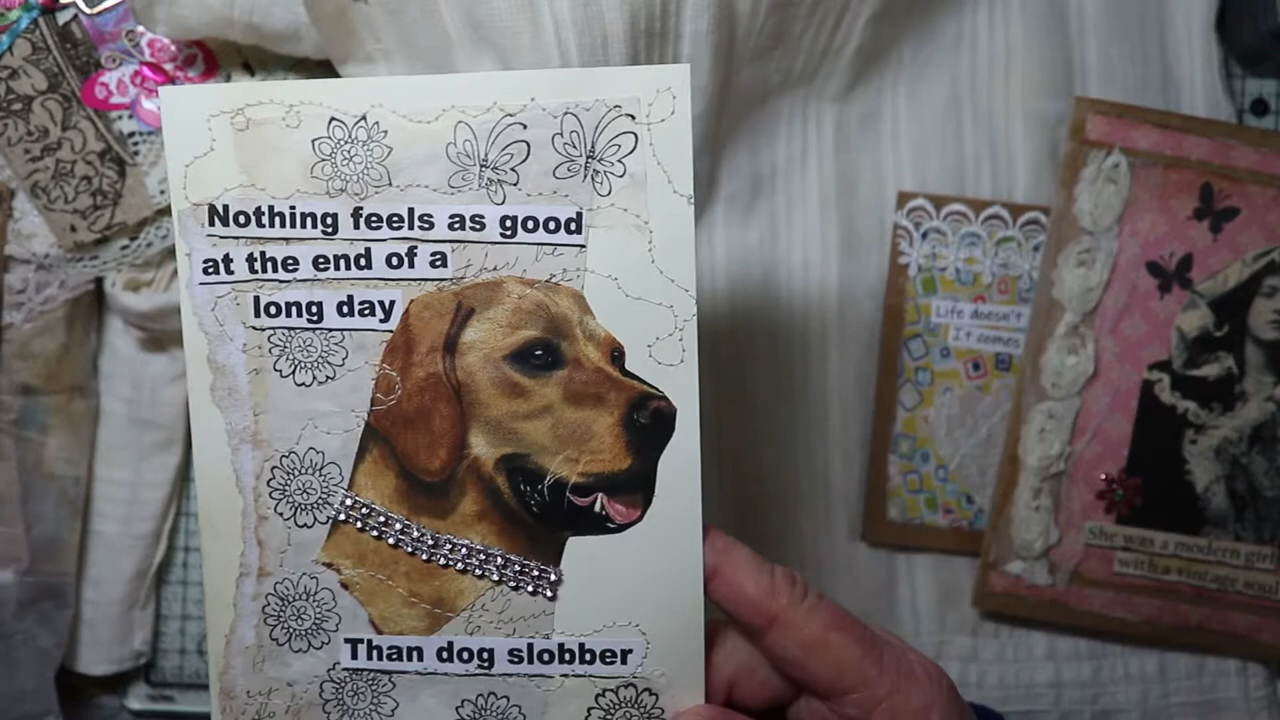 Nothing feels as good
at the end of a
long day
Than dog slobber
Life doesn't
It comes
She was a modern girl
with a vintage soul